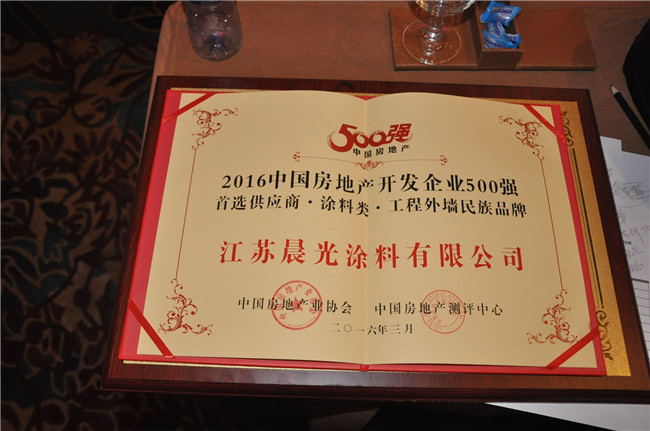 500强
中国房地产
2016中国房地产开发企业500强
首选供应商·涂料类·工程外墙民族品牌
江苏晨光涂料有限公司
中国房地产业协会 中国房地产测评中心
二〇一六年三月